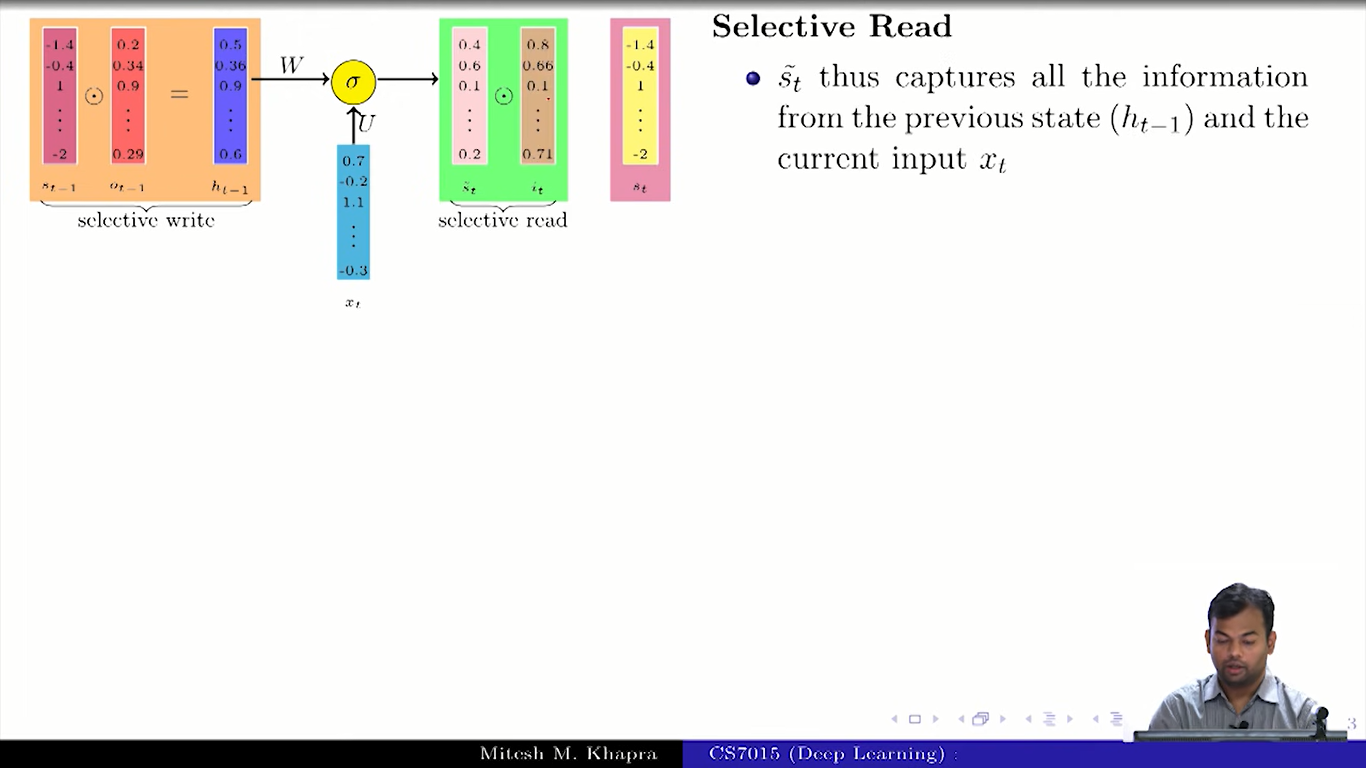 Selective Read
s̃ₜ thus captures all the information
from the previous state (hₜ₋₁) and the
current input xₜ
-1.4 0.2 0.5
-0.4 0.34 0.36
1 ⊙ 0.9 = 0.9
⋮ ⋮ ⋮
-2 0.29 0.6
sₜ₋₁ oₜ₋₁ hₜ₋₁
selective write
W
σ
U
0.7
-0.2
1.1
⋮
-0.3
xₜ
0.4 0.8
0.6 0.66
0.1 ⊙ 0.1
⋮ ⋮
0.2 0.71
s̃ₜ iₜ
selective read
-1.4
-0.4
1
⋮
-2
sₜ
3
Mitesh M. Khapra
CS7015 (Deep Learning) :